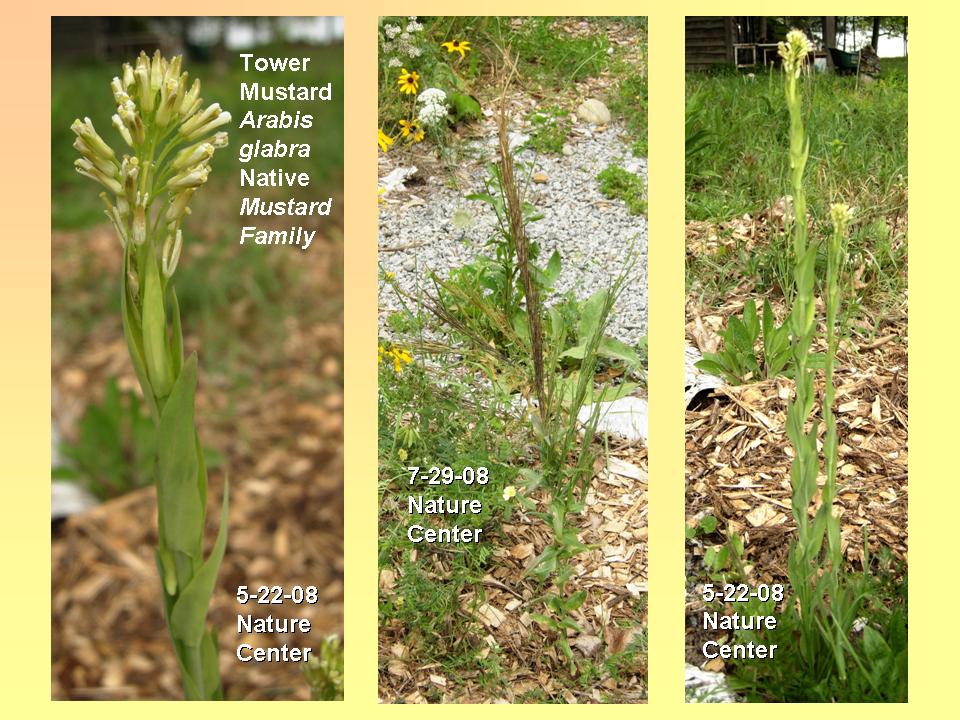 Tower
Mustard
Arabis
glabra
Native
Mustard
Family
5-22-08
Nature
Center
7-29-08
Nature
Center
5-22-08
Nature
Center